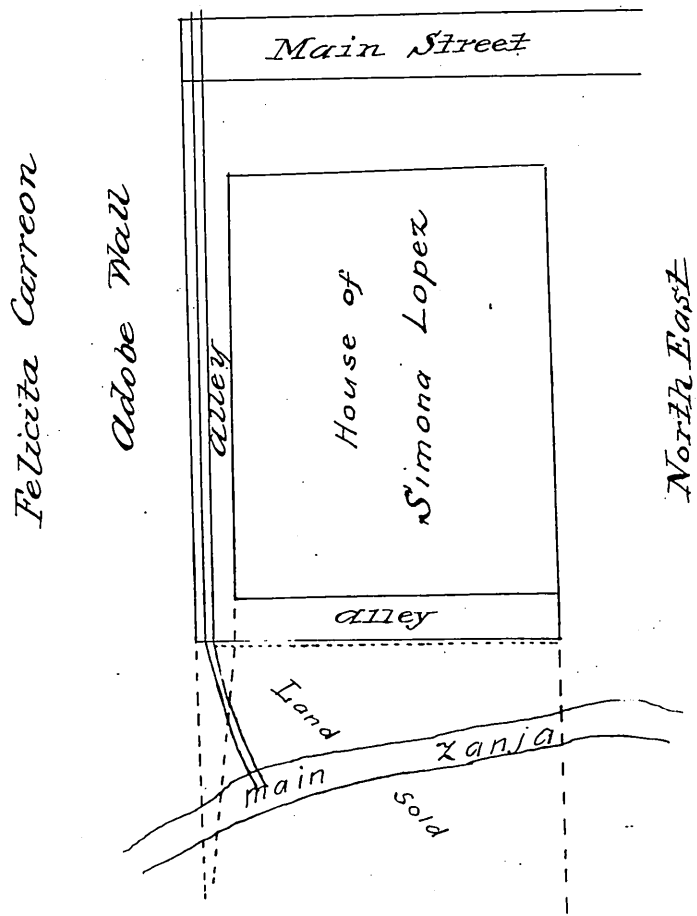 Main Street
Felicita Carreon
Adobe Wall
alley
House of
Simona Lopez
North East
alley
Land
main zanja
Sold